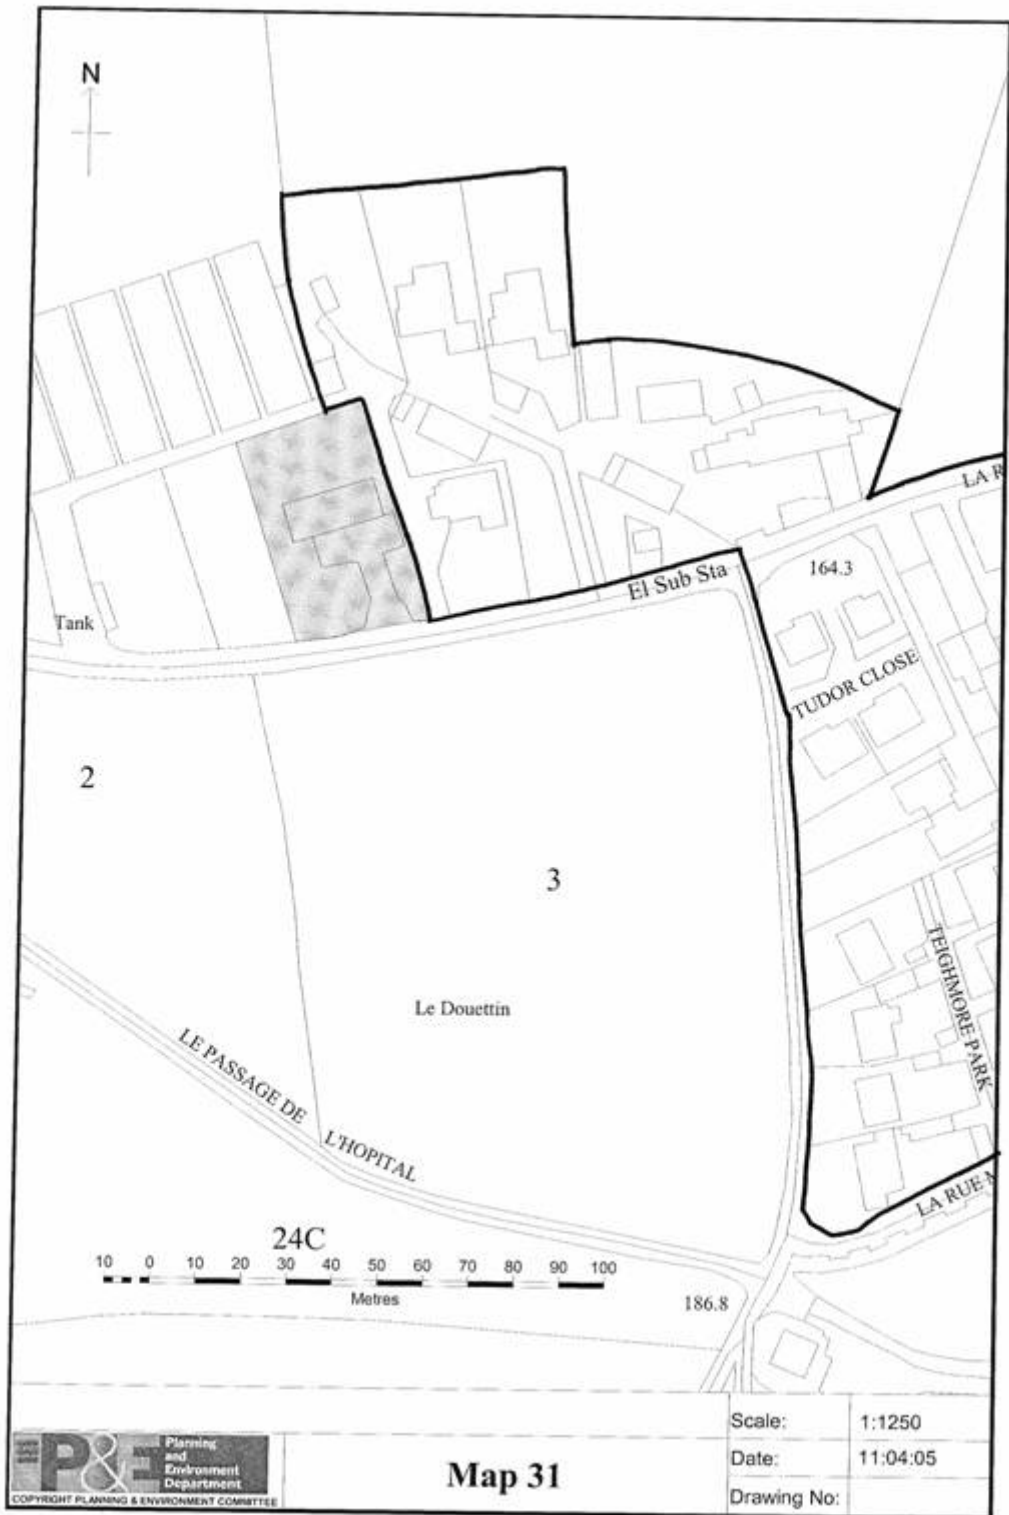 N
LA R
El Sub Sta
164.3
Tank
TUDOR CLOSE
2
3
TEIGHMORE PARK
Le Douettin
LE PASSAGE DE
L'HOPITAL
LA RUE
24C
10 0 10 20 30 40 50 60 70 80 90 100
Metres
186.8
P&E
Planning
and
Environment
Department
COPYRIGHT PLANNING & ENVIRONMENT COMMITTEE
Map 31
Scale: 1:1250
Date: 11:04:05
Drawing No: